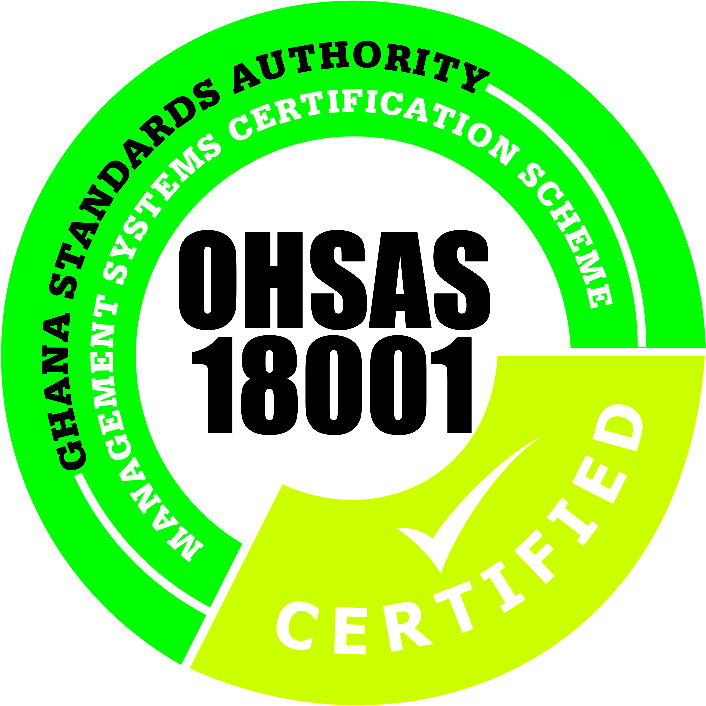 GHANA STANDARDS AUTHORITY
MANAGEMENT SYSTEMS CERTIFICATION SCHEME
OHSAS
18001
CERTIFIED